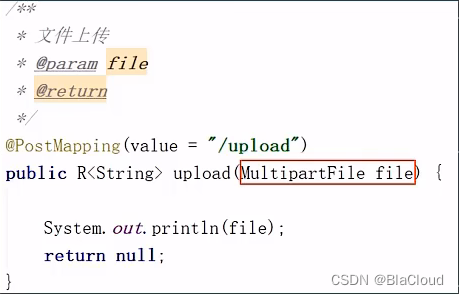 /**
 * 文件上传
 * @param file
 * @return
 */
@PostMapping(value = "/upload")
public R<String> upload(MultipartFile file) {
System.out.println(file);
return null;
}
CSDN @BlaCloud